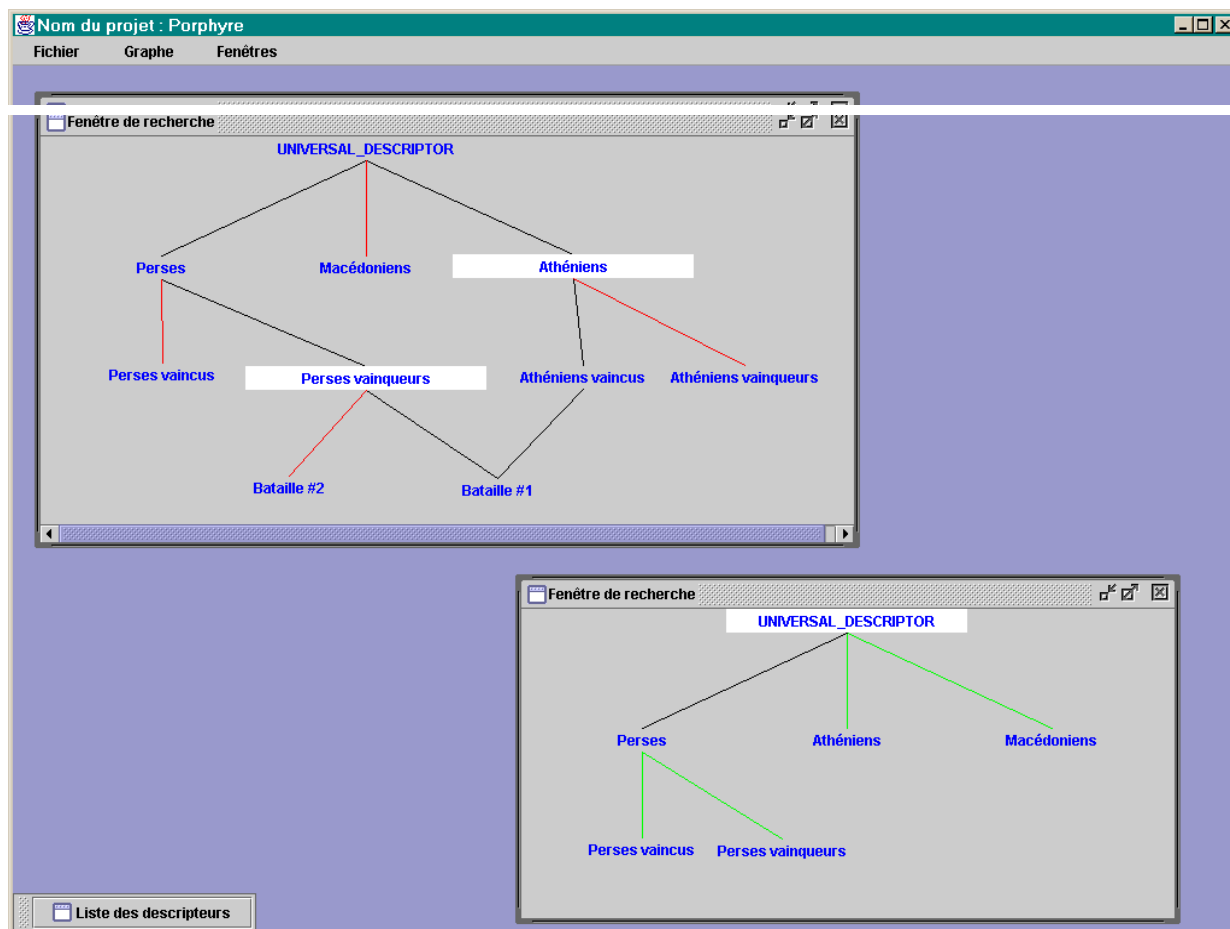 Nom du projet : Porphyre
Fichier Graphe Fenêtres
Fenêtre de recherche
UNIVERSAL_DESCRIPTOR
Perses Macédoniens Athéniens
Perses vaincus Perses vainqueurs Athéniens vaincus Athéniens vainqueurs
Bataille #2 Bataille #1
Fenêtre de recherche
UNIVERSAL_DESCRIPTOR
Perses Athéniens Macédoniens
Perses vaincus Perses vainqueurs
Liste des descripteurs